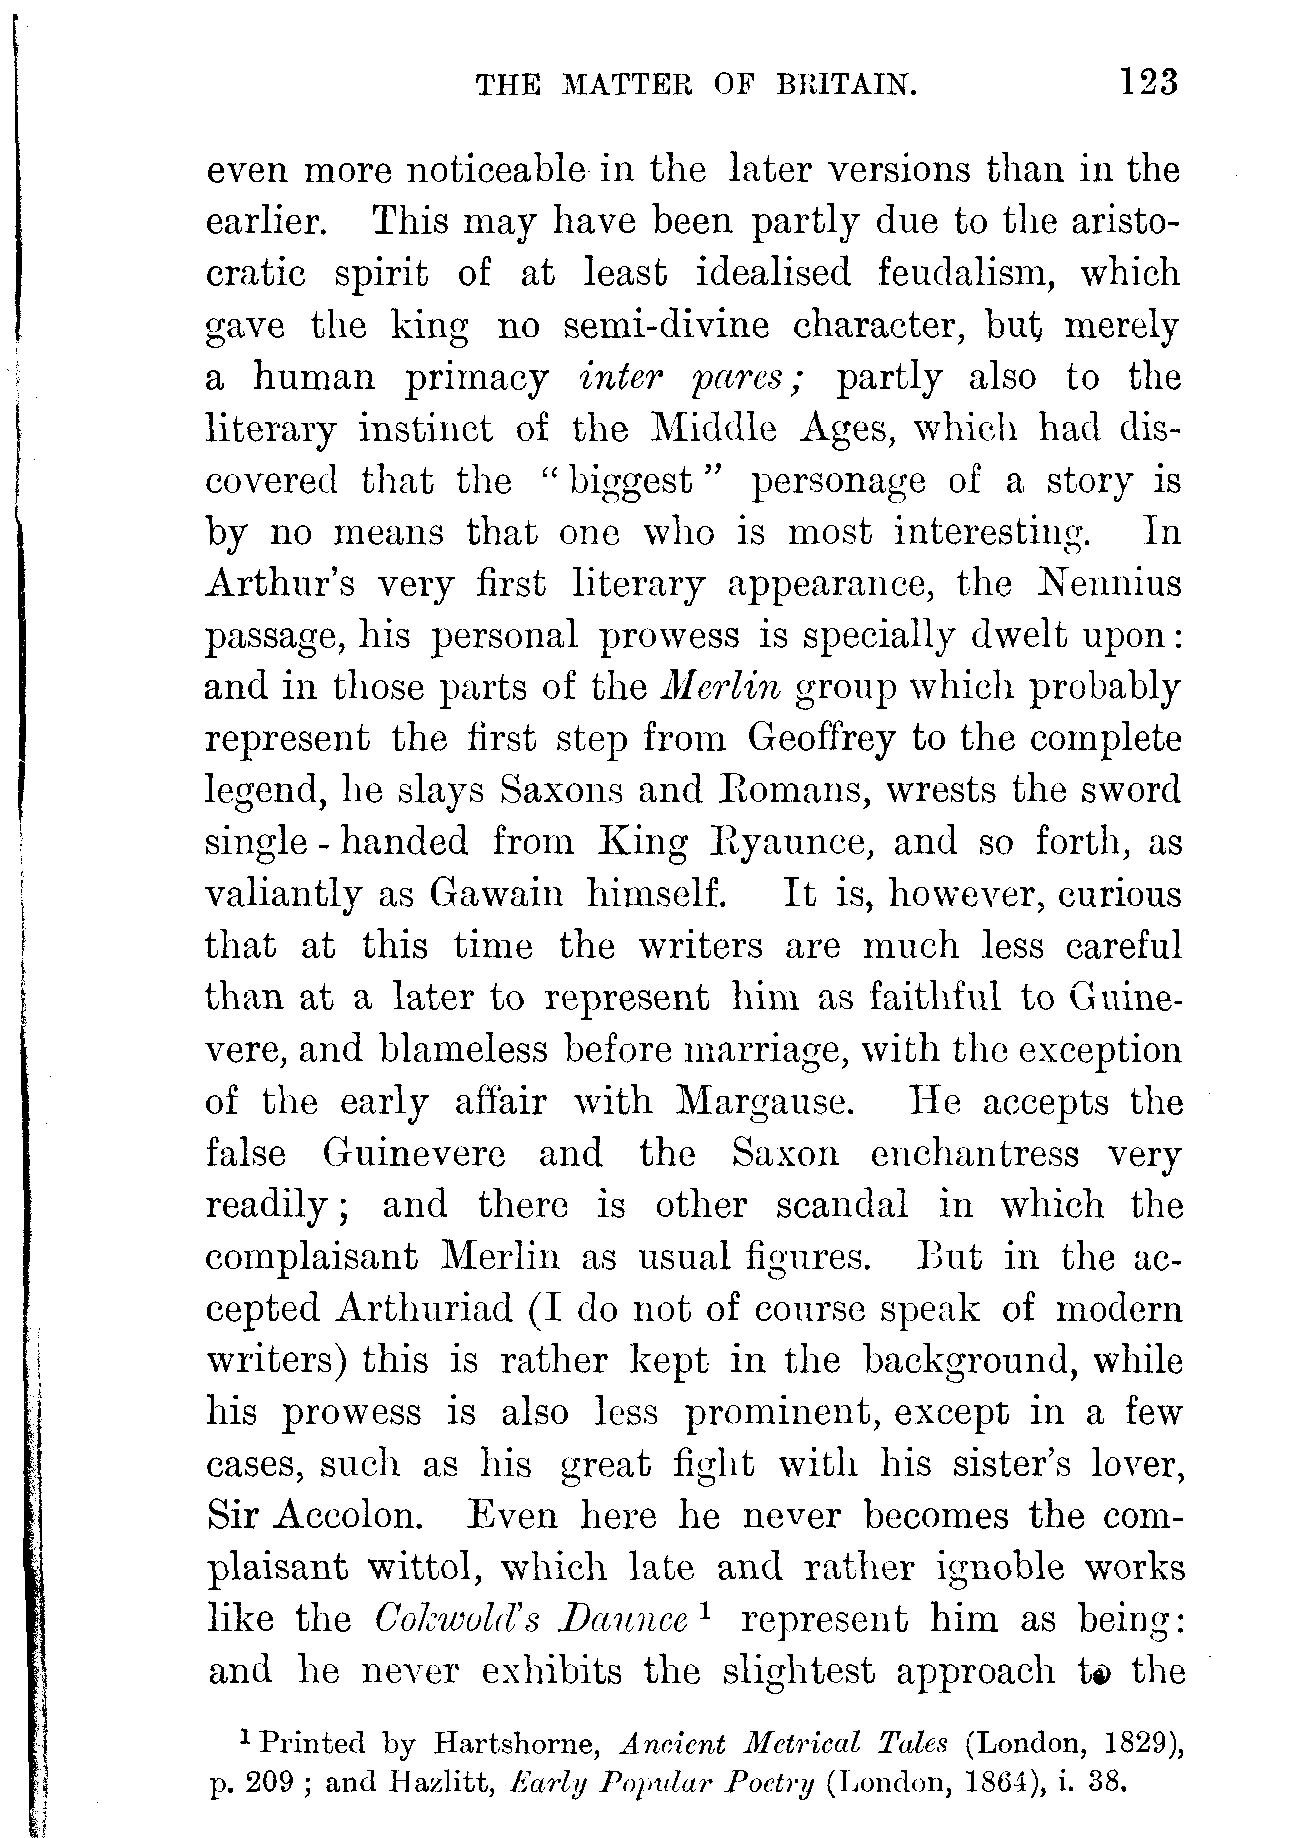 THE MATTER OF BRITAIN. 123
even more noticeable in the later versions than in the
earlier. This may have been partly due to the aristo-
cratic spirit of at least idealised feudalism, which
gave the king no semi-divine character, but merely
a human primacy inter pares; partly also to the
literary instinct of the Middle Ages, which had dis-
covered that the “biggest” personage of a story is
by no means that one who is most interesting. In
Arthur’s very first literary appearance, the Nennius
passage, his personal prowess is specially dwelt upon:
and in those parts of the Merlin group which probably
represent the first step from Geoffrey to the complete
legend, he slays Saxons and Romans, wrests the sword
single-handed from King Ryaunce, and so forth, as
valiantly as Gawain himself. It is, however, curious
that at this time the writers are much less careful
than at a later to represent him as faithful to Guine-
vere, and blameless before marriage, with the exception
of the early affair with Margause. He accepts the
false Guinevere and the Saxon enchantress very
readily; and there is other scandal in which the
complaisant Merlin as usual figures. But in the ac-
cepted Arthuriad (I do not of course speak of modern
writers) this is rather kept in the background, while
his prowess is also less prominent, except in a few
cases, such as his great fight with his sister’s lover,
Sir Accolon. Even here he never becomes the com-
plaisant wittol, which late and rather ignoble works
like the Cokwold’s Daunce ¹ represent him as being:
and he never exhibits the slightest approach to the
¹ Printed by Hartshorne, Ancient Metrical Tales (London, 1829),
p. 209; and Hazlitt, Early Popular Poetry (London, 1864), i. 38.